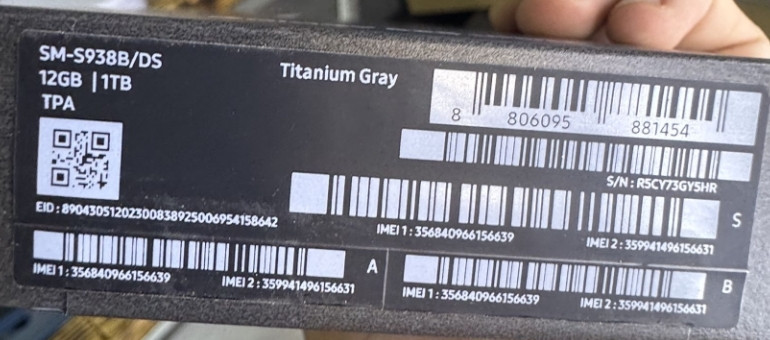 SM-S938B/DS
12GB | 1TB
TPA
Titanium Gray
8 806095 881454
S/N : R5CY73GY5HR
EID : 89043051202300838925006954158642
IMEI 1 : 356840966156639 IMEI 2 : 359941496156631 S
IMEI 1 : 356840966156639 IMEI 2 : 359941496156631 A
IMEI 1 : 356840966156639 IMEI 2 : 359941496156631 B